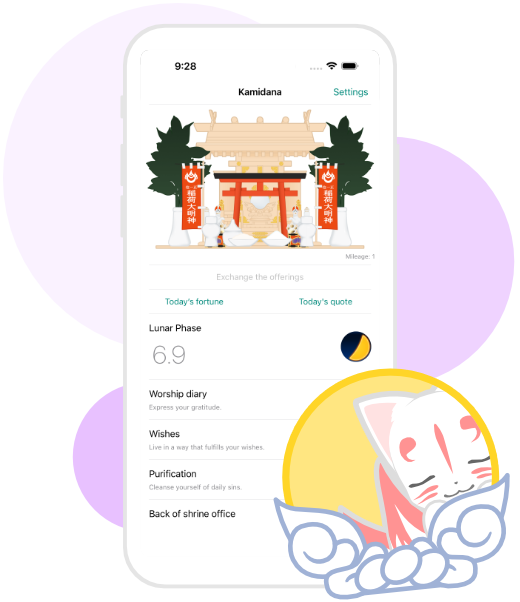 9:28
Kamidana
Settings
稲荷大明神
稲荷大明神
Mileage: 1
Exchange the offerings
Today's fortune
Today's quote
Lunar Phase
6.9
Worship diary
Express your gratitude.
Wishes
Live in a way that fulfills your wishes.
Purification
Cleanse yourself of daily sins.
Back of shrine office